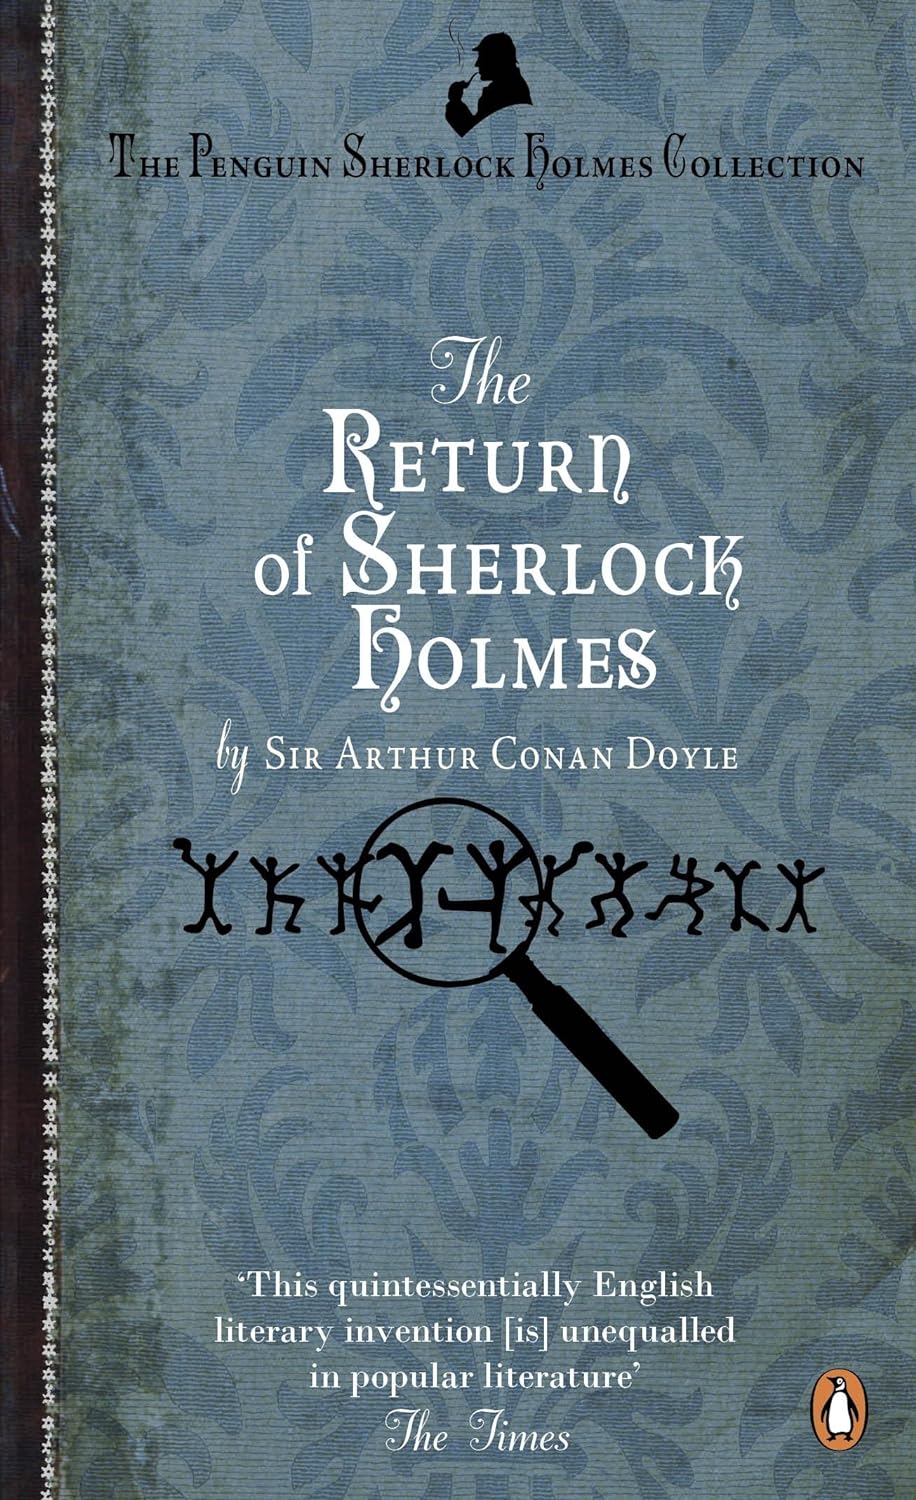 The Penguin Sherlock Holmes Collection
The
Return
of Sherlock
Holmes
by Sir Arthur Conan Doyle
‘This quintessentially English
literary invention [is] unequalled
in popular literature’
The Times